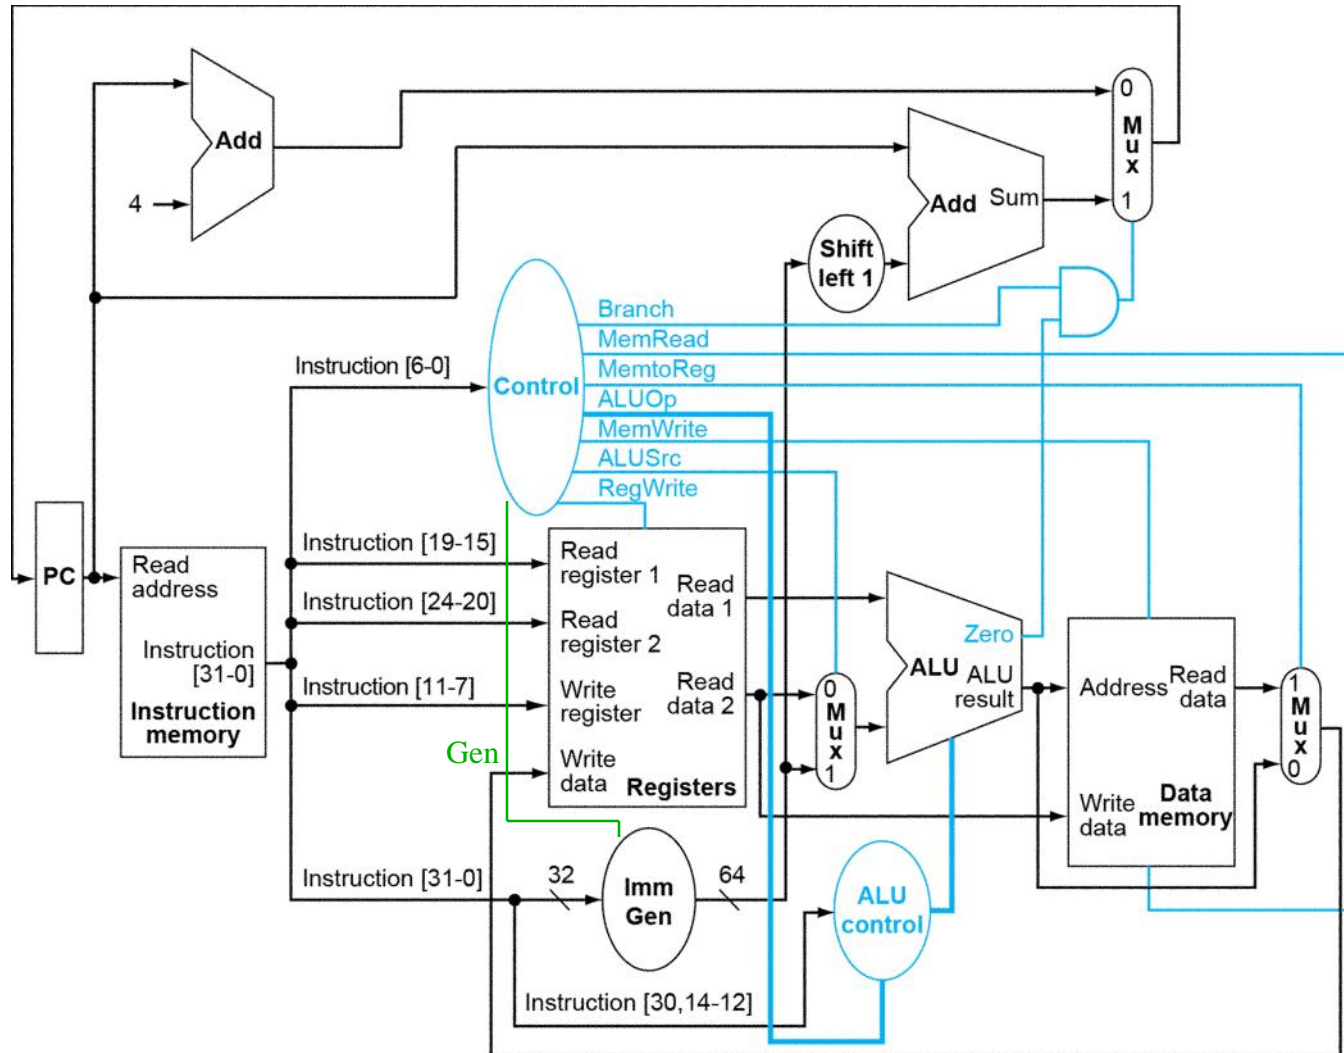 Add
4
0
Mux
1
Add
Sum
Shift
left 1
Branch
MemRead
MemtoReg
ALUOp
MemWrite
ALUSrc
RegWrite
Control
Instruction [6-0]
PC
Read
address
Instruction
[31-0]
Instruction
memory
Instruction [19-15]
Instruction [24-20]
Instruction [11-7]
Instruction [31-0]
Gen
Read
register 1
Read
register 2
Write
register
Write
data
Read
data 1
Read
data 2
Registers
0
Mux
1
Zero
ALU
ALU
result
Address
Read
data
Write
data
Data
memory
1
Mux
0
32
Imm
Gen
64
ALU
control
Instruction [30,14-12]